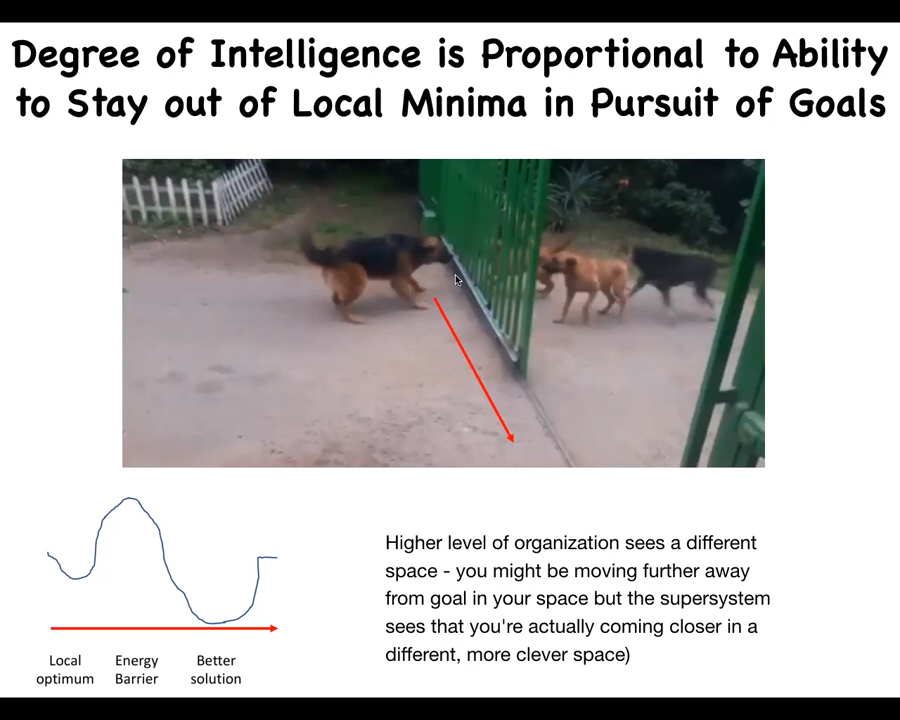 Degree of Intelligence is Proportional to Ability
to Stay out of Local Minima in Pursuit of Goals
Local
optimum
Energy
Barrier
Better
solution
Higher level of organization sees a different
space - you might be moving further away
from goal in your space but the supersystem
sees that you're actually coming closer in a
different, more clever space)